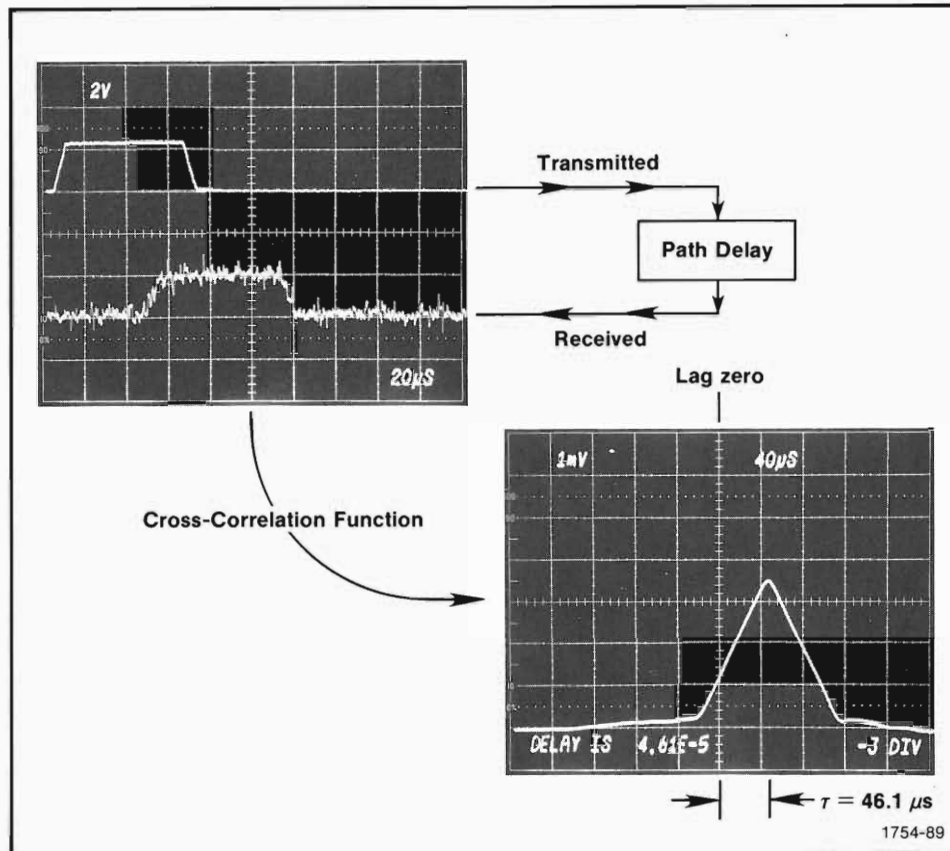 2V
20µS
Transmitted
Path Delay
Received
Lag zero
Cross-Correlation Function
1mV 40µS
DELAY IS 4.61E-5 -3 DIV
τ = 46.1 µs
1754-89